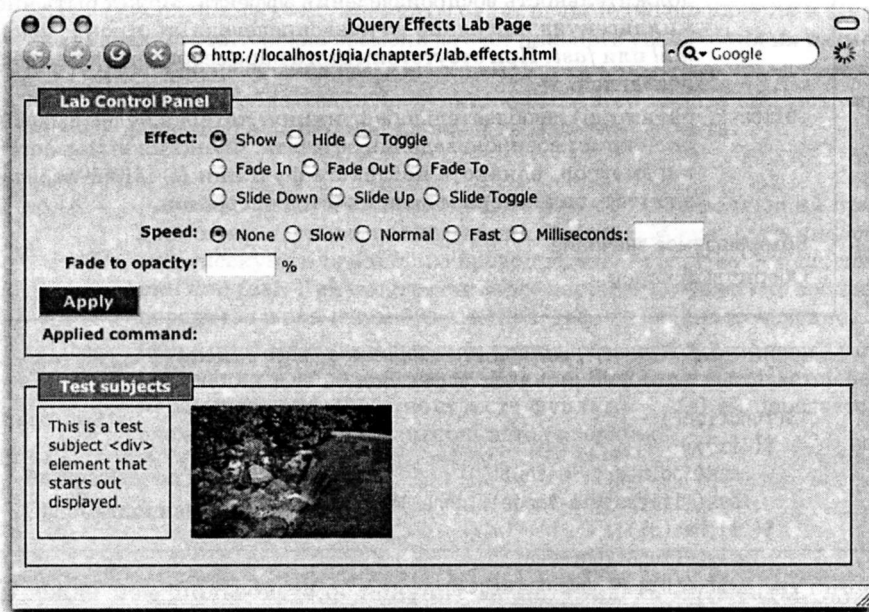 jQuery Effects Lab Page
http://localhost/jqia/chapter5/lab.effects.html
Google
Lab Control Panel
Effect: Show Hide Toggle
Fade In Fade Out Fade To
Slide Down Slide Up Slide Toggle
Speed: None Slow Normal Fast Milliseconds:
Fade to opacity: %
Apply
Applied command:
Test subjects
This is a test
subject <div>
element that
starts out
displayed.